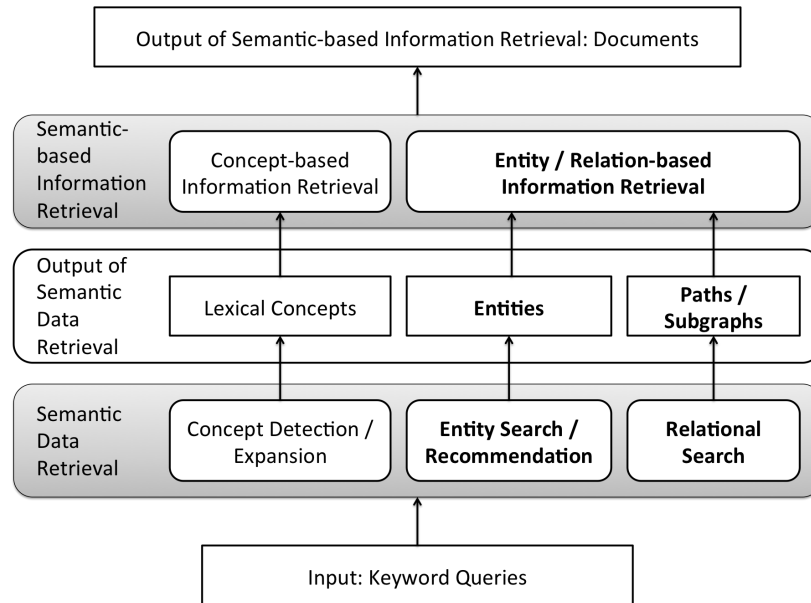 Output of Semantic-based Information Retrieval: Documents
Semantic-
based
Information
Retrieval
Concept-based
Information Retrieval
Entity / Relation-based
Information Retrieval
Output of
Semantic
Data
Retrieval
Lexical Concepts
Entities
Paths /
Subgraphs
Semantic
Data
Retrieval
Concept Detection /
Expansion
Entity Search /
Recommendation
Relational
Search
Input: Keyword Queries